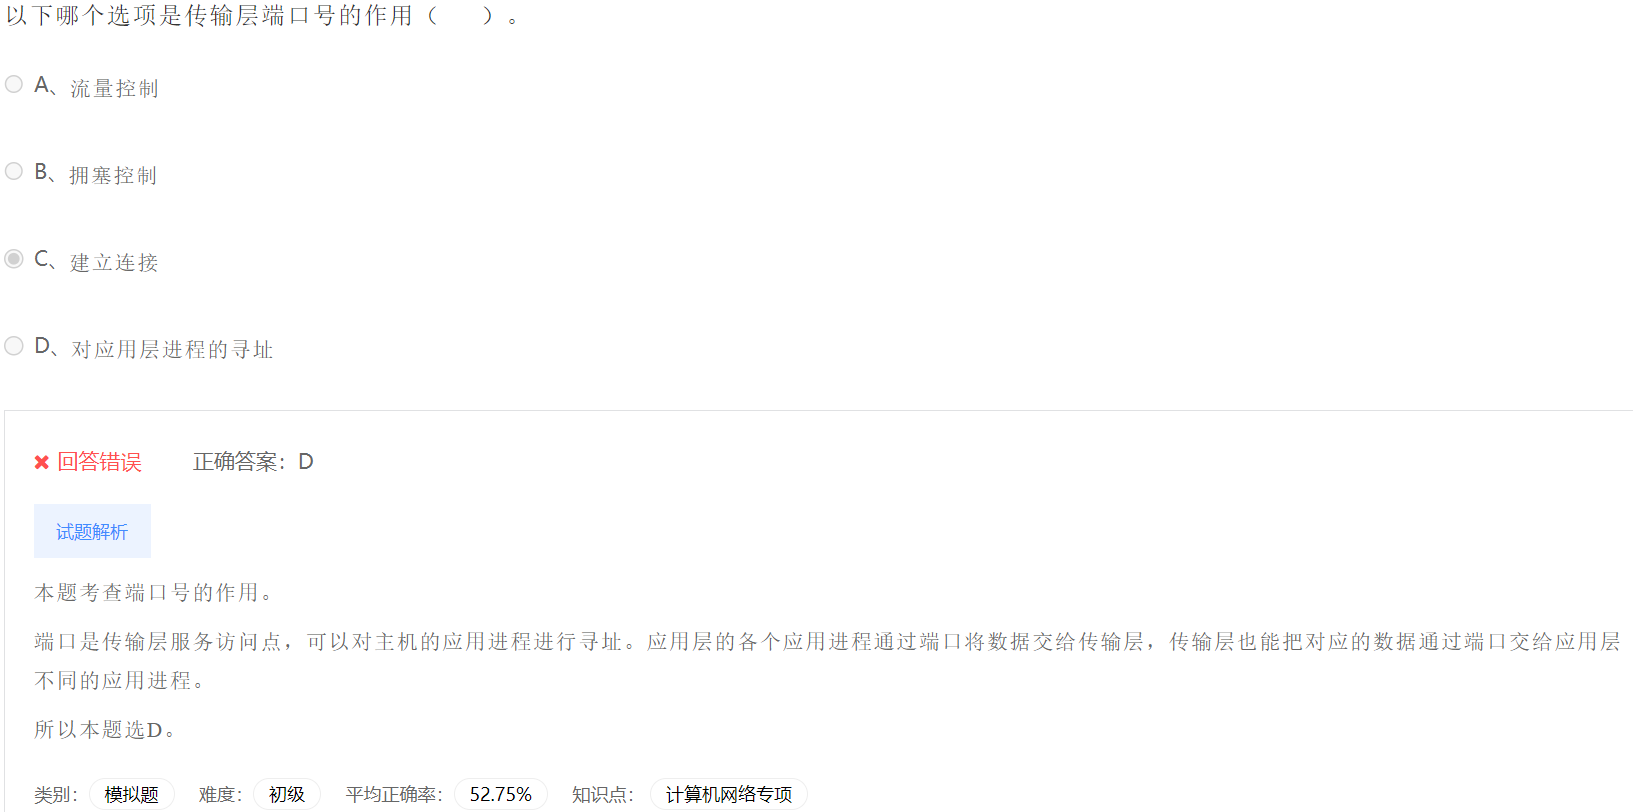 以下哪个选项是传输层端口号的作用（　　）。
A、流量控制
B、拥塞控制
C、建立连接
D、对应用层进程的寻址
✖ 回答错误 正确答案：D
试题解析
本题考查端口号的作用。
端口是传输层服务访问点，可以对主机的应用进程进行寻址。应用层的各个应用进程通过端口将数据交给传输层，传输层也能把对应的数据通过端口交给应用层
不同的应用进程。
所以本题选D。
类别： 模拟题 难度： 初级 平均正确率： 52.75% 知识点： 计算机网络专项